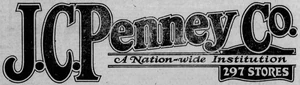 J.C. Penney Co.
A Nation-wide Institution
297 STORES